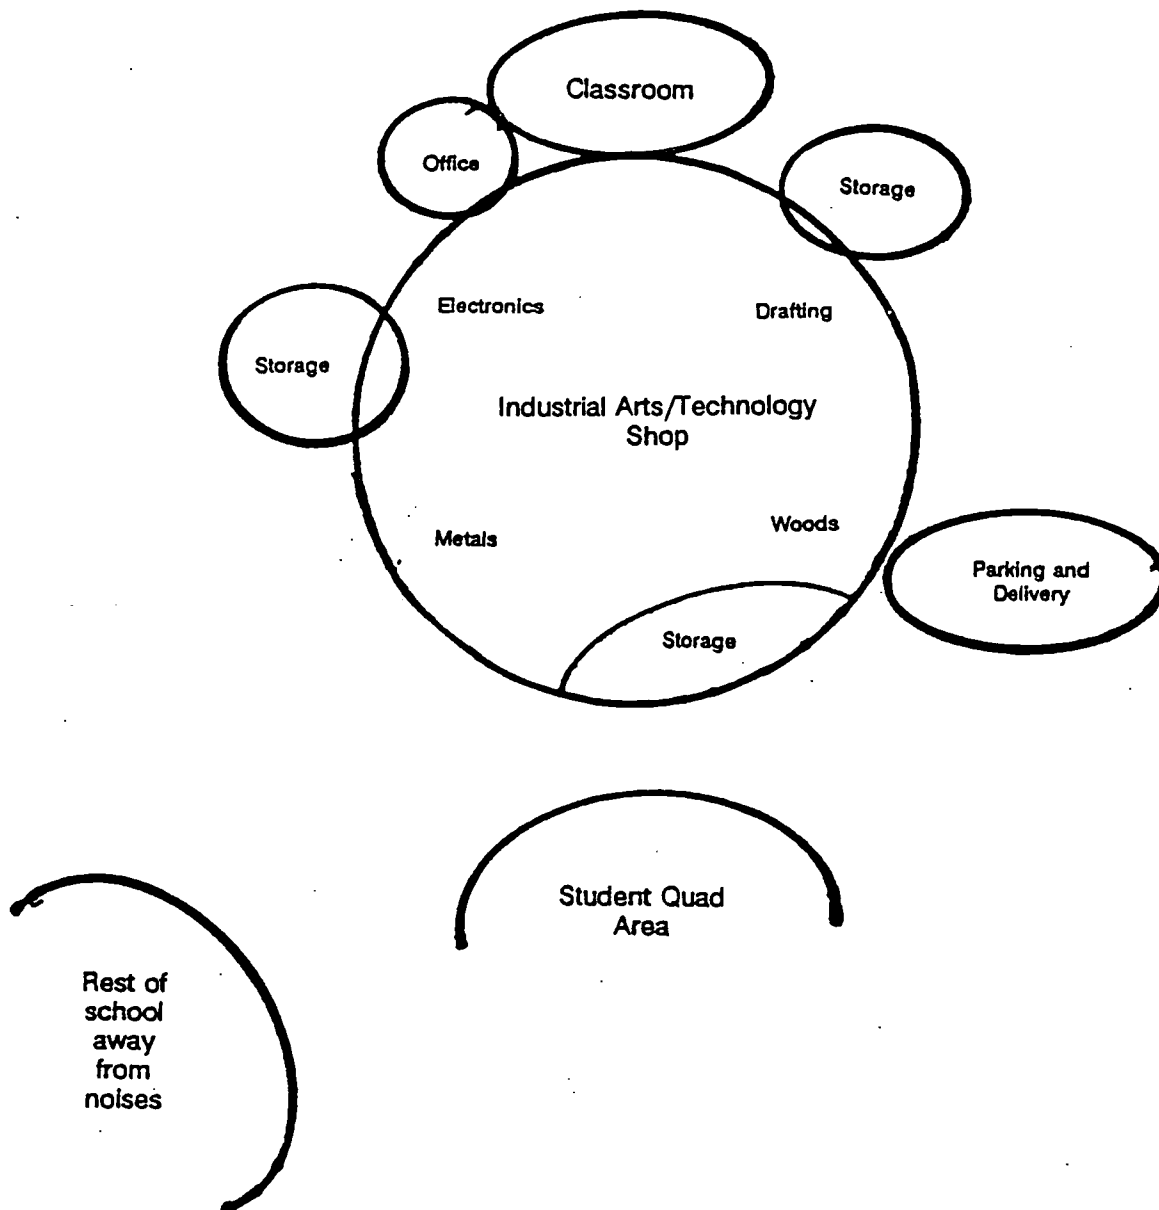 Classroom
Office
Storage
Electronics
Drafting
Storage
Industrial Arts/Technology
Shop
Metals
Woods
Parking and
Delivery
Storage
Student Quad
Area
Rest of
school
away
from
noises